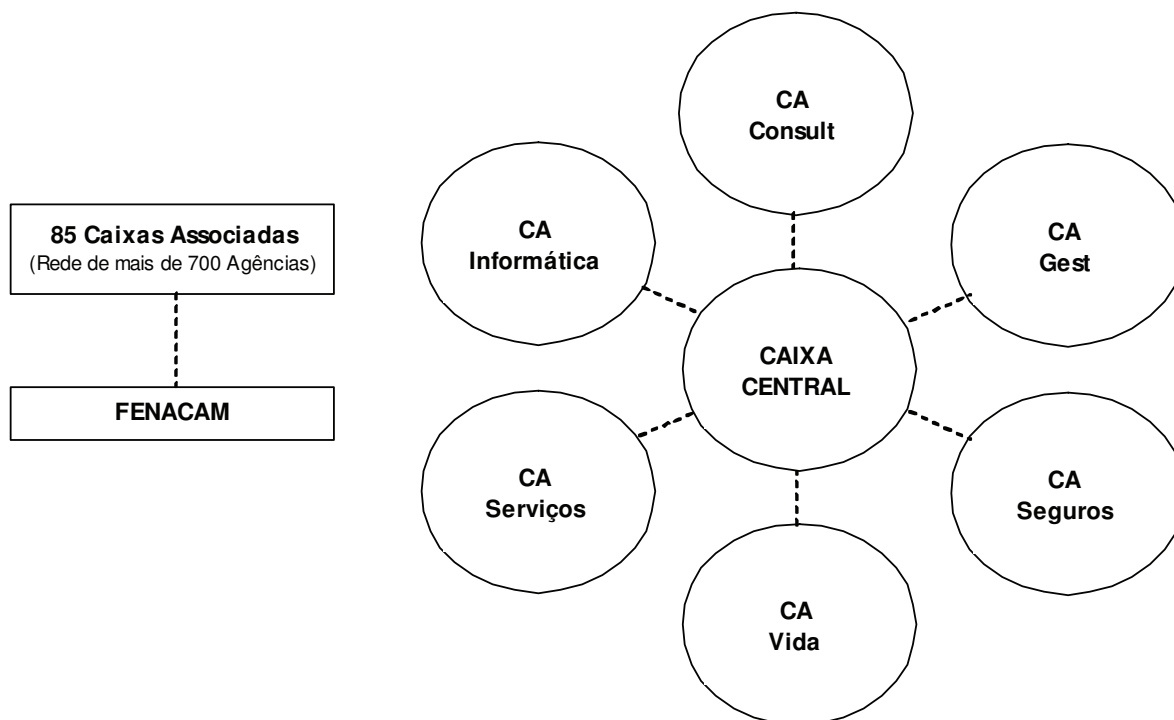 85 Caixas Associadas
(Rede de mais de 700 Agências)
FENACAM
CA
Consult
CA
Informática
CA
Gest
CAIXA
CENTRAL
CA
Serviços
CA
Seguros
CA
Vida